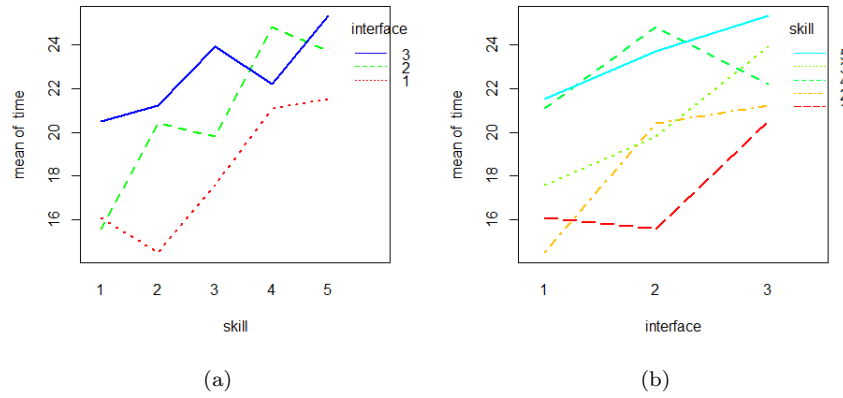 interface
3
2
1
mean of time
16 18 20 22 24
1 2 3 4 5
skill
(a)
skill
mean of time
16 18 20 22 24
1 2 3
interface
(b)